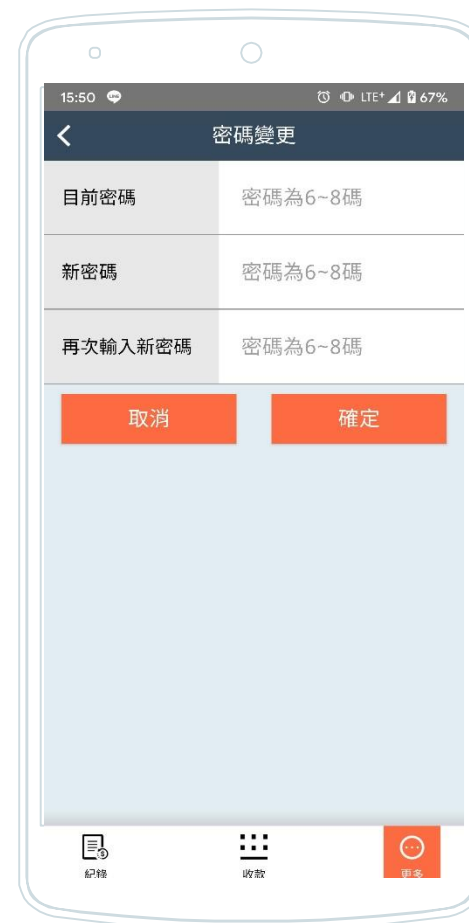 15:50 LTE+ 67%
密碼變更
目前密碼 密碼為6~8碼
新密碼 密碼為6~8碼
再次輸入新密碼 密碼為6~8碼
取消 確定
紀錄 收款 更多